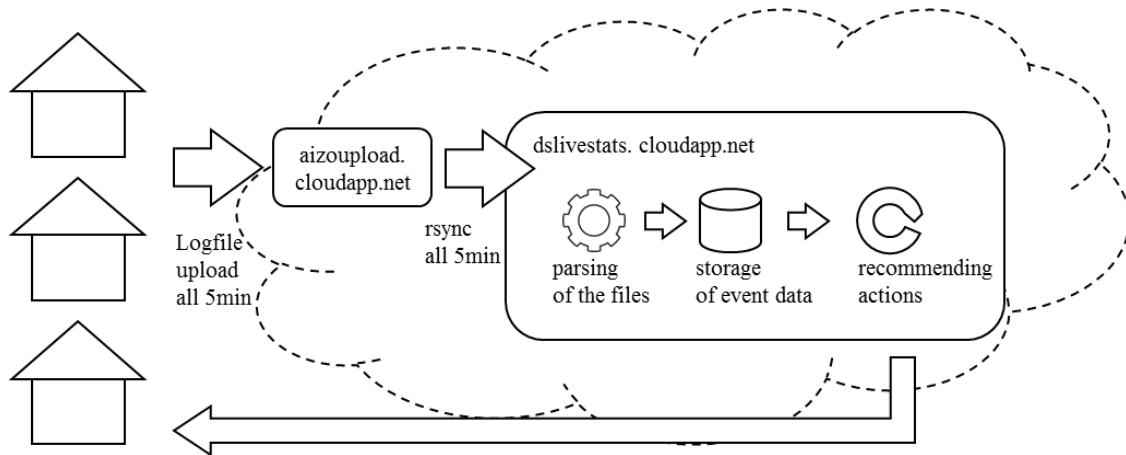 aizoupload.
cloudapp.net
dslivestats. cloudapp.net
Logfile
upload
all 5min
rsync
all 5min
parsing
of the files
storage
of event data
recommending
actions